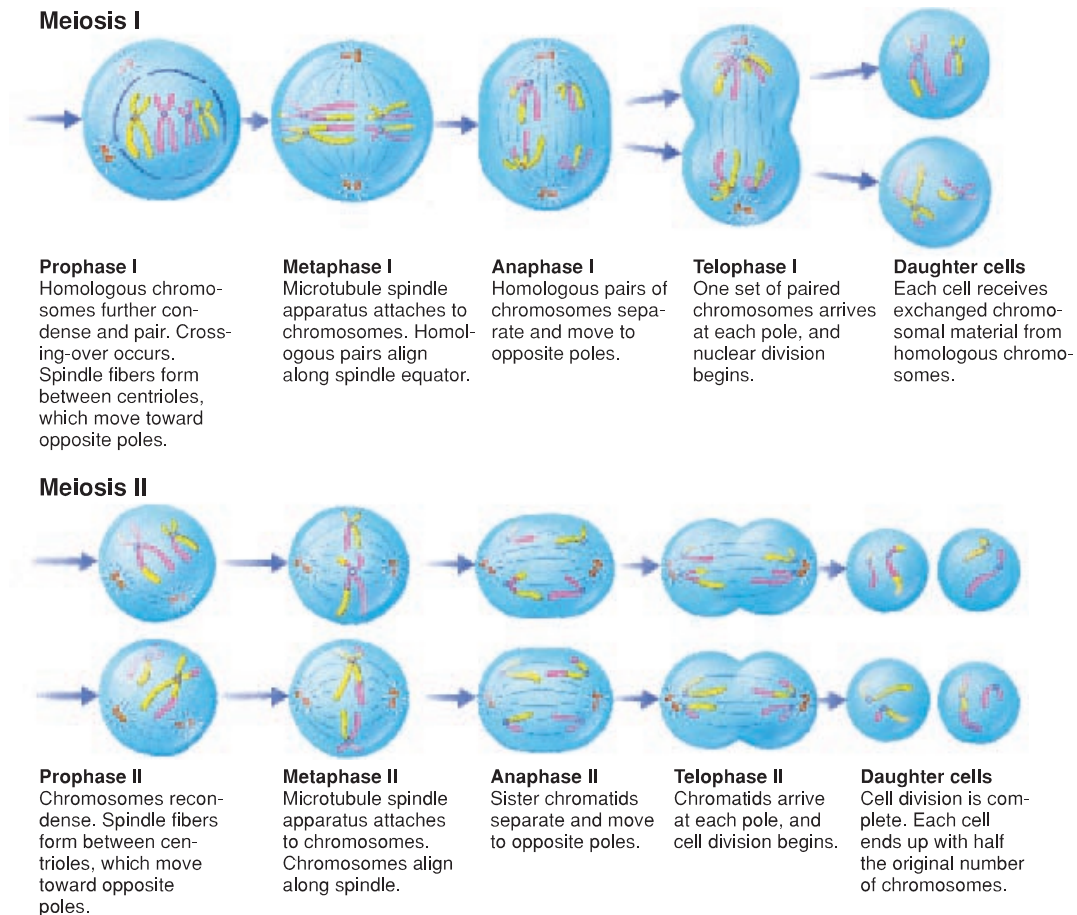 Meiosis I
Prophase I
Homologous chromo-
somes further con-
dense and pair. Cross-
ing-over occurs.
Spindle fibers form
between centrioles,
which move toward
opposite poles.
Metaphase I
Microtubule spindle
apparatus attaches to
chromosomes. Homol-
ogous pairs align
along spindle equator.
Anaphase I
Homologous pairs of
chromosomes sepa-
rate and move to
opposite poles.
Telophase I
One set of paired
chromosomes arrives
at each pole, and
nuclear division
begins.
Daughter cells
Each cell receives
exchanged chromo-
somal material from
homologous chromo-
somes.
Meiosis II
Prophase II
Chromosomes recon-
dense. Spindle fibers
form between cen-
trioles, which move
toward opposite
poles.
Metaphase II
Microtubule spindle
apparatus attaches
to chromosomes.
Chromosomes align
along spindle.
Anaphase II
Sister chromatids
separate and move
to opposite poles.
Telophase II
Chromatids arrive
at each pole, and
cell division begins.
Daughter cells
Cell division is com-
plete. Each cell
ends up with half
the original number
of chromosomes.